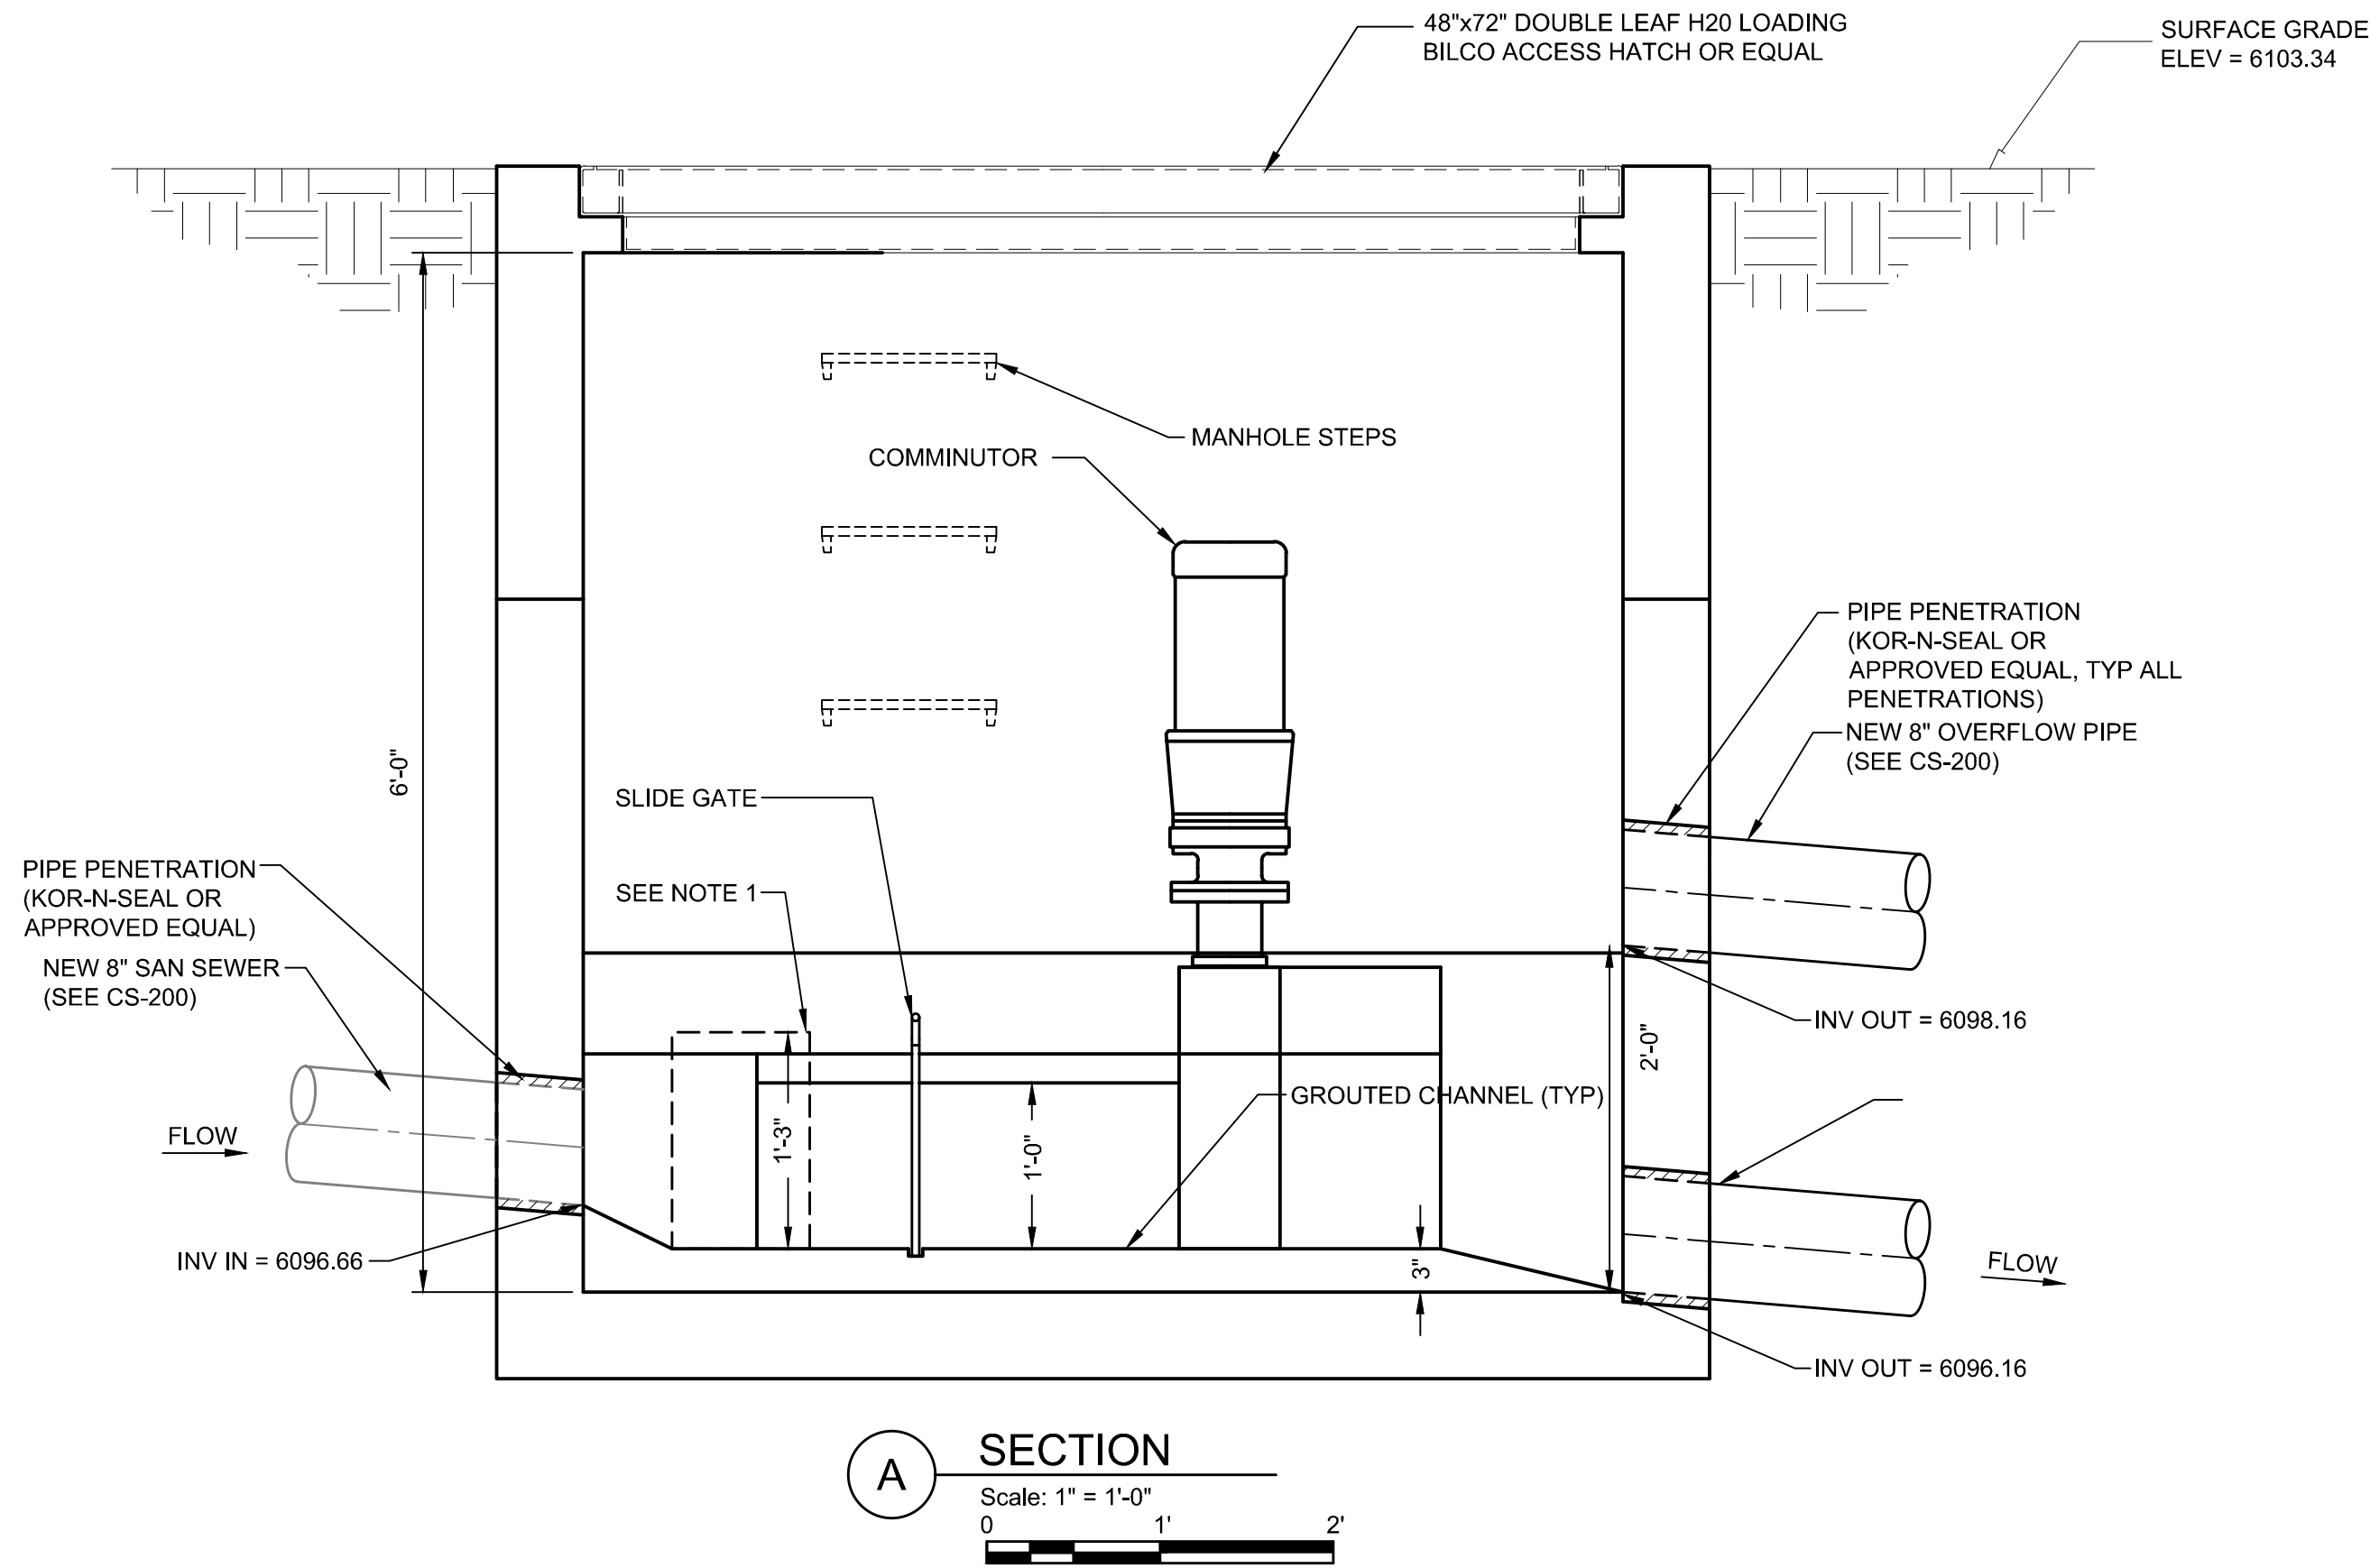 48"x72" DOUBLE LEAF H20 LOADING
BILCO ACCESS HATCH OR EQUAL
SURFACE GRADE
ELEV = 6103.34
MANHOLE STEPS
COMMINUTOR
PIPE PENETRATION
(KOR-N-SEAL OR
APPROVED EQUAL, TYP ALL
PENETRATIONS)
NEW 8" OVERFLOW PIPE
(SEE CS-200)
6'-0"
SLIDE GATE
SEE NOTE 1
PIPE PENETRATION
(KOR-N-SEAL OR
APPROVED EQUAL)
NEW 8" SAN SEWER
(SEE CS-200)
INV OUT = 6098.16
2'-0"
GROUTED CHANNEL (TYP)
1'-3"
1'-0"
FLOW
INV IN = 6096.66
3"
FLOW
INV OUT = 6096.16
A
SECTION
Scale: 1" = 1'-0"
0 1' 2'